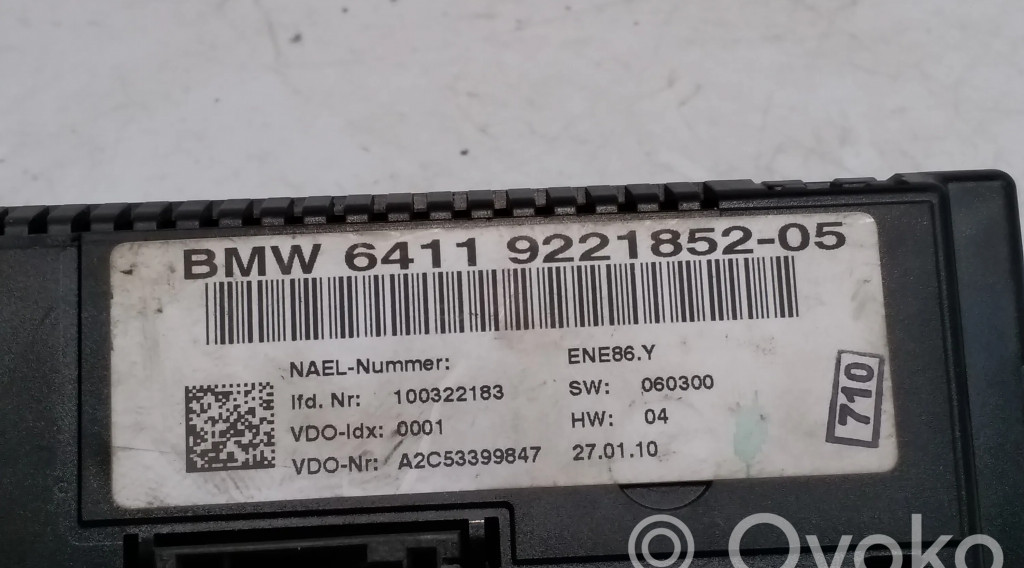 BMW 6411 9221852-05
NAEL-Nummer: ENE86.Y
lfd. Nr: 100322183 SW: 060300
VDO-Idx: 0001 HW: 04
VDO-Nr: A2C53399847 27.01.10
710
© Ovoko